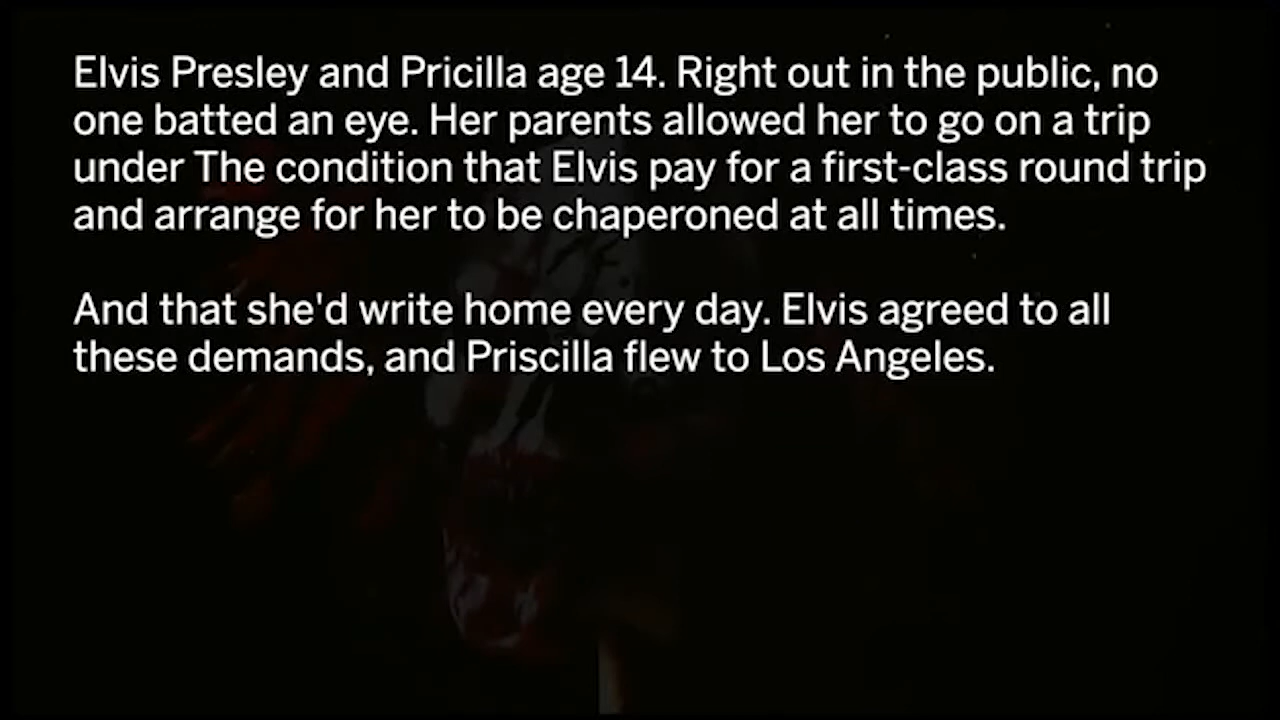 Elvis Presley and Pricilla age 14. Right out in the public, no
one batted an eye. Her parents allowed her to go on a trip
under The condition that Elvis pay for a first-class round trip
and arrange for her to be chaperoned at all times.
And that she'd write home every day. Elvis agreed to all
these demands, and Priscilla flew to Los Angeles.